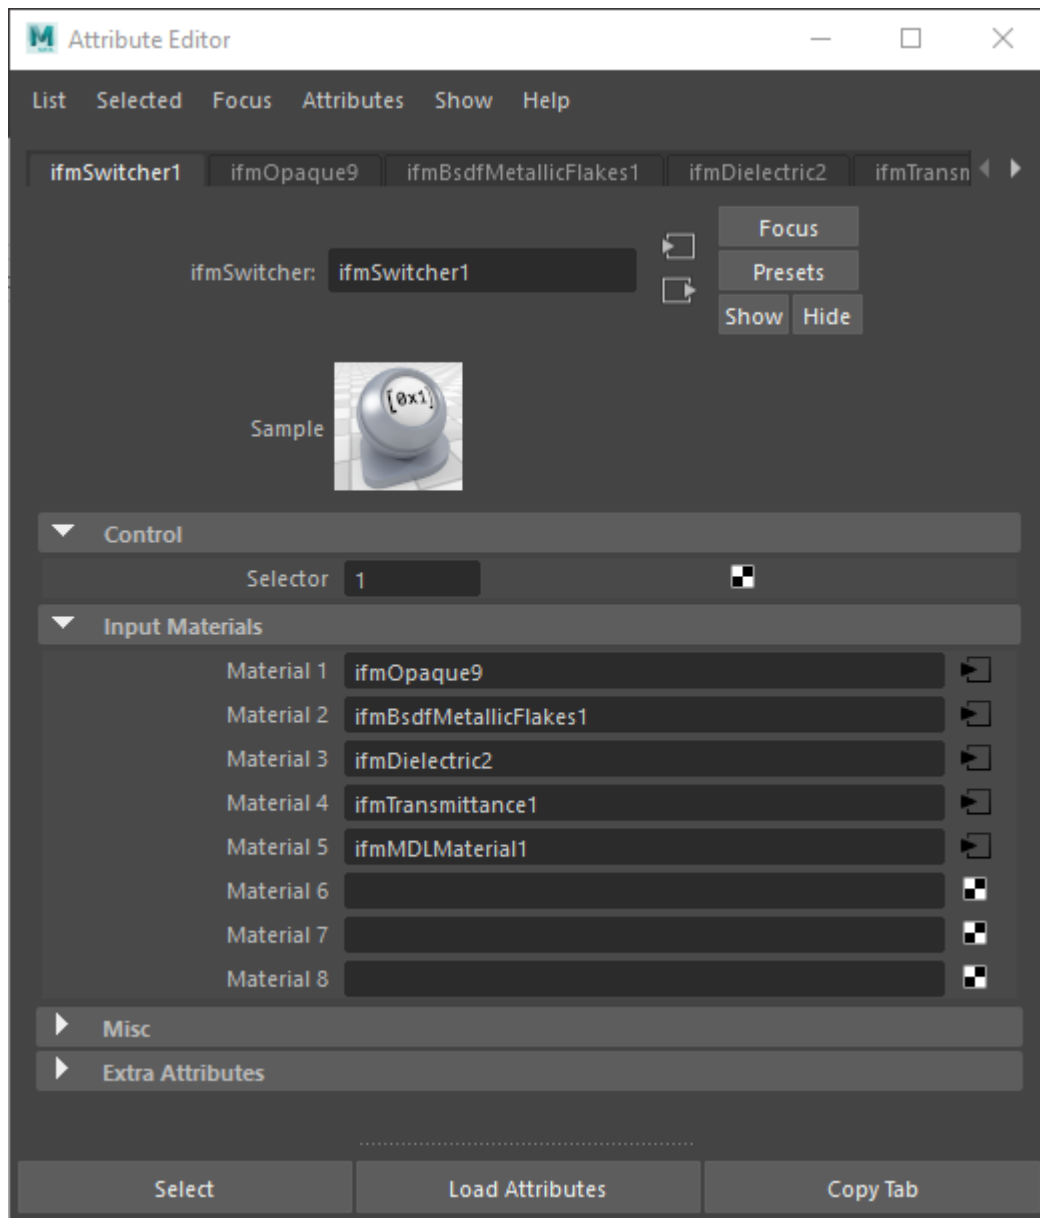 Attribute Editor
List Selected Focus Attributes Show Help
ifmSwitcher1 ifmOpaque9 ifmBsdfMetallicFlakes1 ifmDielectric2 ifmTransn
Focus
ifmSwitcher: ifmSwitcher1
Presets
Show Hide
Sample
[0x1]
Control
Selector 1
Input Materials
Material 1 ifmOpaque9
Material 2 ifmBsdfMetallicFlakes1
Material 3 ifmDielectric2
Material 4 ifmTransmittance1
Material 5 ifmMDLMaterial1
Material 6
Material 7
Material 8
Misc
Extra Attributes
Select Load Attributes Copy Tab